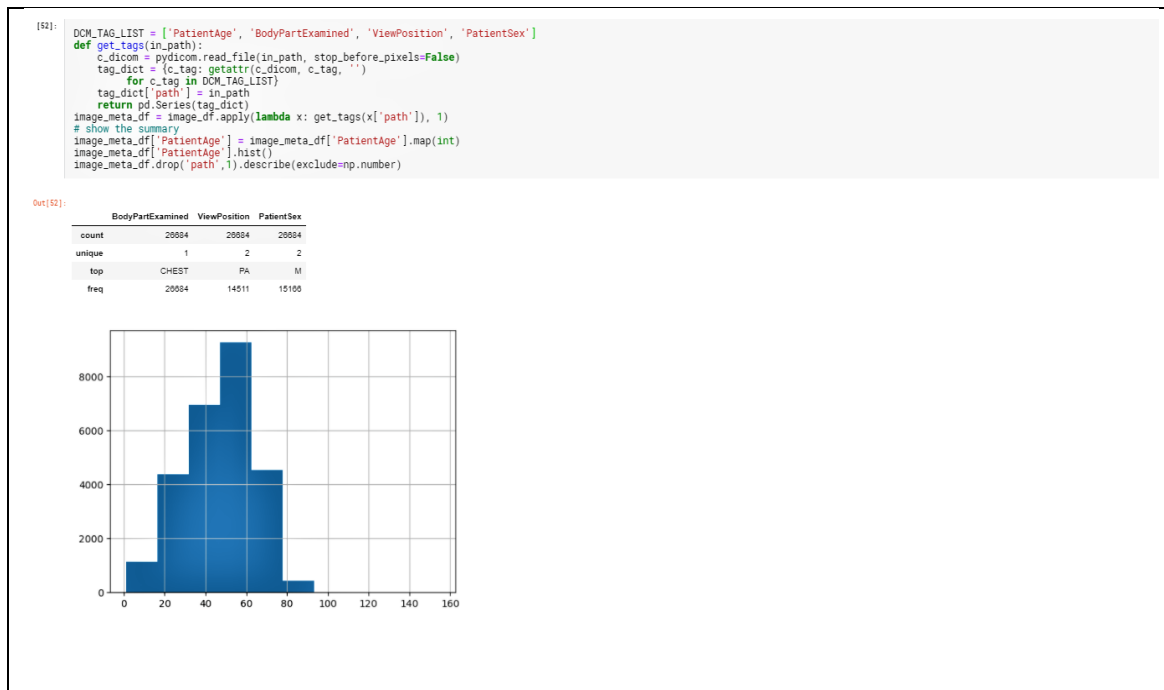 [52]:
DCM_TAG_LIST = ['PatientAge', 'BodyPartExamined', 'ViewPosition', 'PatientSex']
def get_tags(in_path):
    c_dicom = pydicom.read_file(in_path, stop_before_pixels=False)
    tag_dict = {c_tag: getattr(c_dicom, c_tag, '')
         for c_tag in DCM_TAG_LIST}
    tag_dict['path'] = in_path
    return pd.Series(tag_dict)
image_meta_df = image_df.apply(lambda x: get_tags(x['path']), 1)
# show the summary
image_meta_df['PatientAge'] = image_meta_df['PatientAge'].map(int)
image_meta_df['PatientAge'].hist()
image_meta_df.drop('path',1).describe(exclude=np.number)
Out[52]:
BodyPartExamined ViewPosition PatientSex
count 26684 26684 26684
unique 1 2 2
top CHEST PA M
freq 26684 14511 15166
8000
6000
4000
2000
0
0 20 40 60 80 100 120 140 160